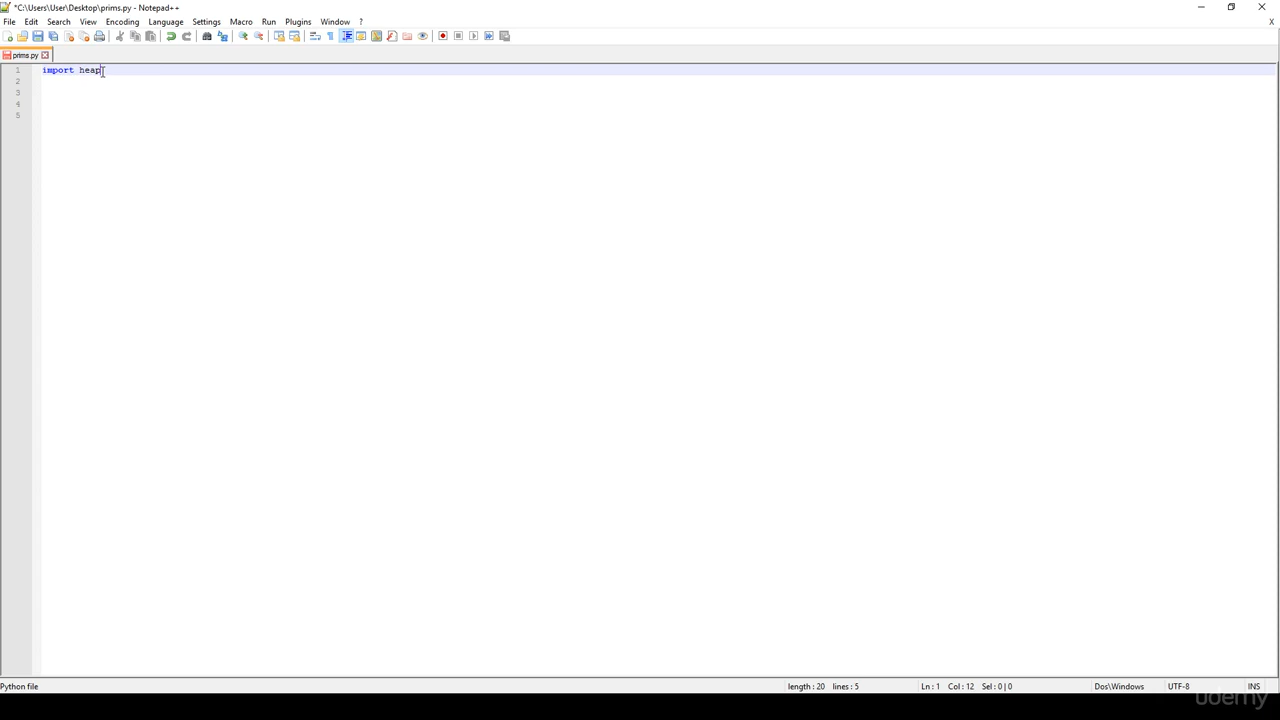 *C:\Users\User\Desktop\prims.py - Notepad++
File Edit Search View Encoding Language Settings Macro Run Plugins Window ?
X
prims.py
1 import heap
2
3
4
5
Python file length : 20 lines : 5 Ln : 1 Col : 12 Sel : 0 | 0 Dos\Windows UTF-8 INS
udemy